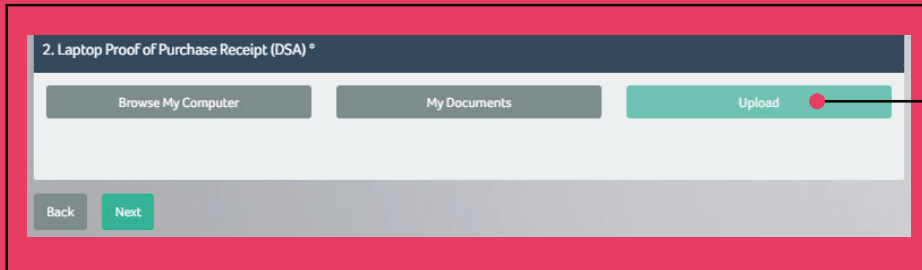 2. Laptop Proof of Purchase Receipt (DSA) *
Browse My Computer My Documents Upload
Back Next